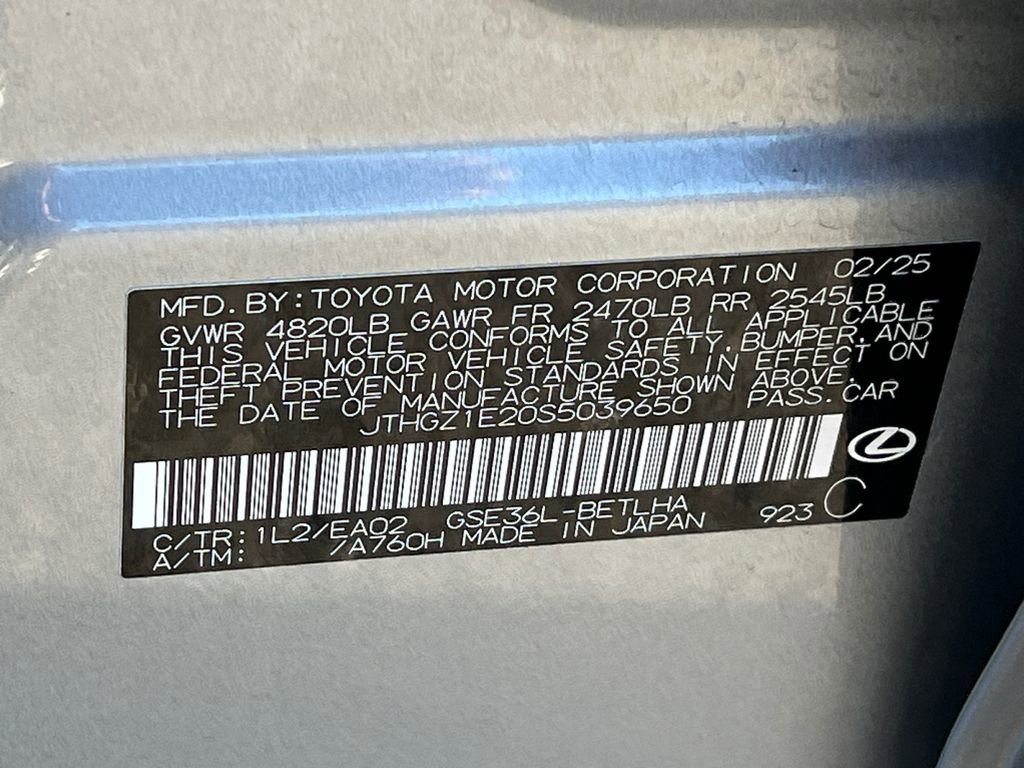 MFD. BY: TOYOTA MOTOR CORPORATION 02/25
GVWR 4820LB GAWR FR 2470LB RR 2545LB
THIS VEHICLE CONFORMS TO ALL APPLICABLE
FEDERAL MOTOR VEHICLE SAFETY, BUMPER, AND
THEFT PREVENTION STANDARDS IN EFFECT ON
THE DATE OF MANUFACTURE SHOWN ABOVE.
JTHGZ1E20S5039650 PASS. CAR
C/TR: 1L2/EA02 GSE36L-BETLHA
A/TM: /A760H MADE IN JAPAN 923 C